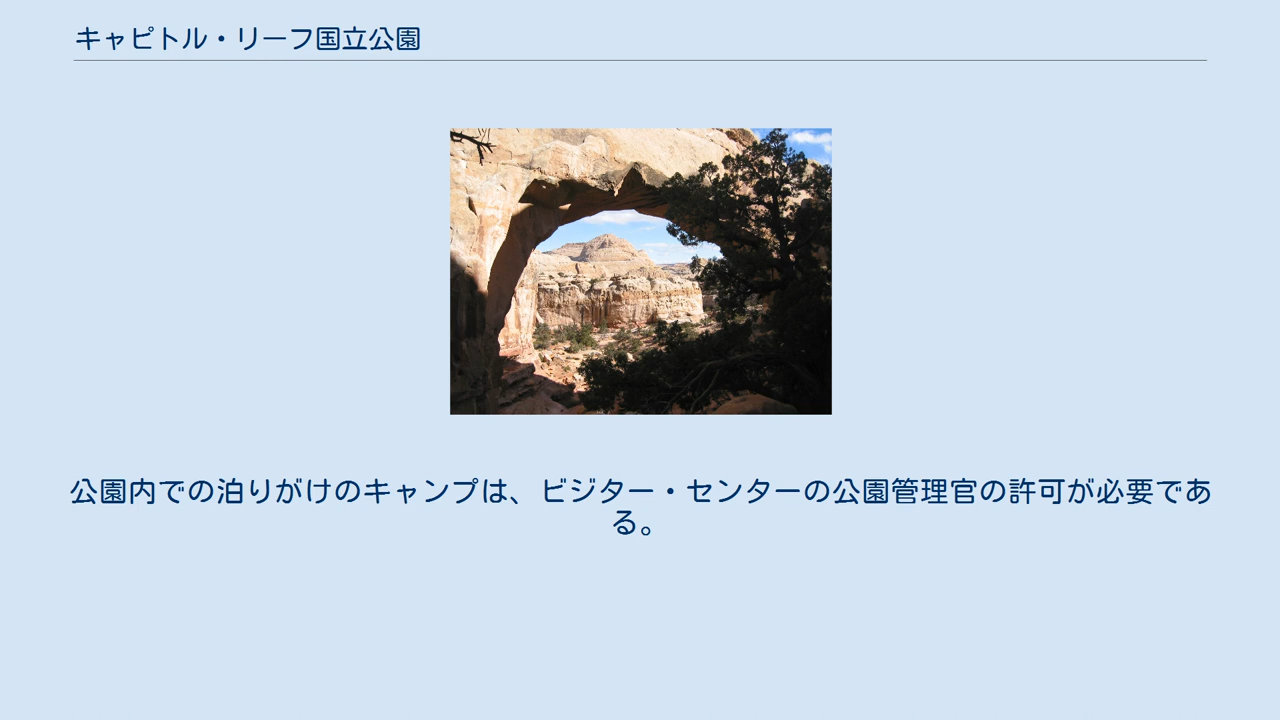 キャピトル・リーフ国立公園
公園内での泊りがけのキャンプは、ビジター・センターの公園管理官の許可が必要であ
る。